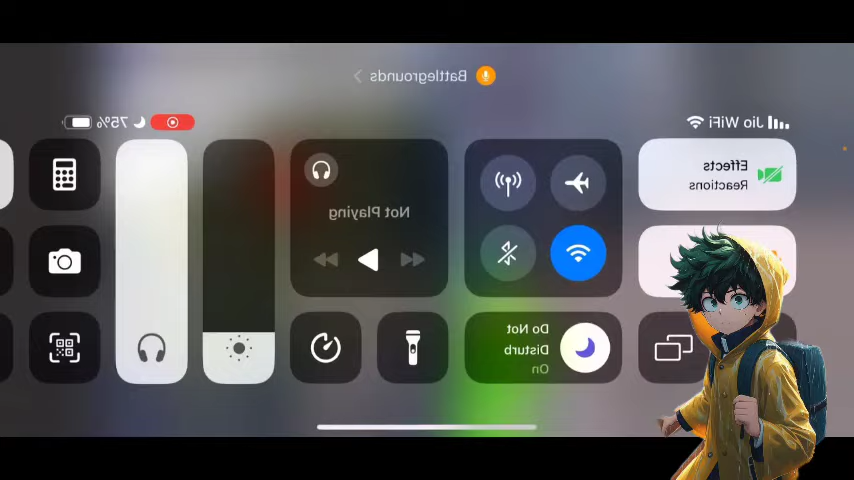 Battlegrounds
Jio WiFi
75%
Effects
Reactions
Not Playing
Do Not
Disturb
On